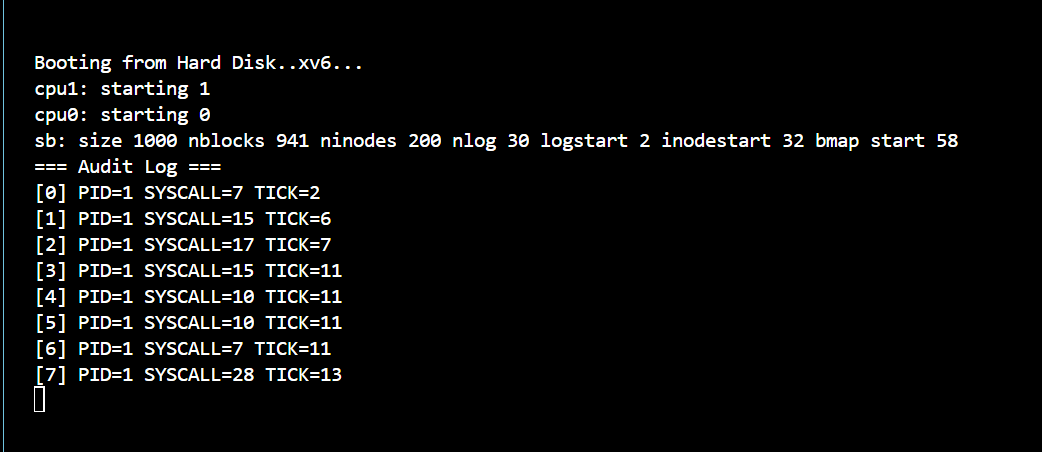 Booting from Hard Disk..xv6...
cpu1: starting 1
cpu0: starting 0
sb: size 1000 nblocks 941 ninodes 200 nlog 30 logstart 2 inodestart 32 bmap start 58
=== Audit Log ===
[0] PID=1 SYSCALL=7 TICK=2
[1] PID=1 SYSCALL=15 TICK=6
[2] PID=1 SYSCALL=17 TICK=7
[3] PID=1 SYSCALL=15 TICK=11
[4] PID=1 SYSCALL=10 TICK=11
[5] PID=1 SYSCALL=10 TICK=11
[6] PID=1 SYSCALL=7 TICK=11
[7] PID=1 SYSCALL=28 TICK=13